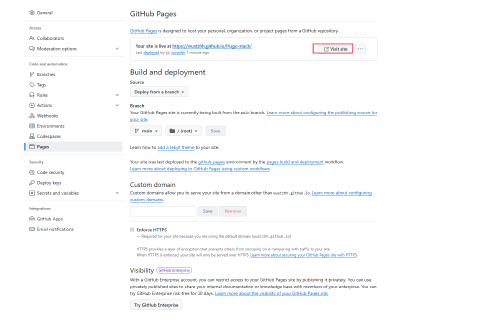 General
Access
Collaborators
Moderation options
Code and automation
Branches
Tags
Rules
Actions
Webhooks
Environments
Codespaces
Pages
Security
Code security
Deploy keys
Secrets and variables
Integrations
GitHub Apps
Email notifications
GitHub Pages
GitHub Pages is designed to host your personal, organization, or project pages from a GitHub repository.
Your site is live at
Last deployed by 1 minute ago
Visit site
Build and deployment
Source
Deploy from a branch
Branch
Your GitHub Pages site is currently being built from the main branch. Learn more about configuring the publishing source for
your site.
main
/ (root)
Save
Learn how to add a Jekyll theme to your site.
Your site was last deployed to the github-pages environment by the pages build and deployment workflow.
Learn more about deploying to GitHub Pages using custom workflows
Custom domain
Custom domains allow you to serve your site from a domain other than Learn more about configuring
custom domains.
Save
Remove
Enforce HTTPS
— Required for your site because you are using the default domain
HTTPS provides a layer of encryption that prevents others from snooping on or tampering with traffic to your site.
When HTTPS is enforced, your site will only be served over HTTPS. Learn more about securing your GitHub Pages site with HTTPS.
Visibility GitHub Enterprise
With a GitHub Enterprise account, you can restrict access to your GitHub Pages site by publishing it privately. You can use
privately published sites to share your internal documentation or knowledge base with members of your enterprise. You can
try GitHub Enterprise risk-free for 30 days. Learn more about the visibility of your GitHub Pages site.
Try GitHub Enterprise